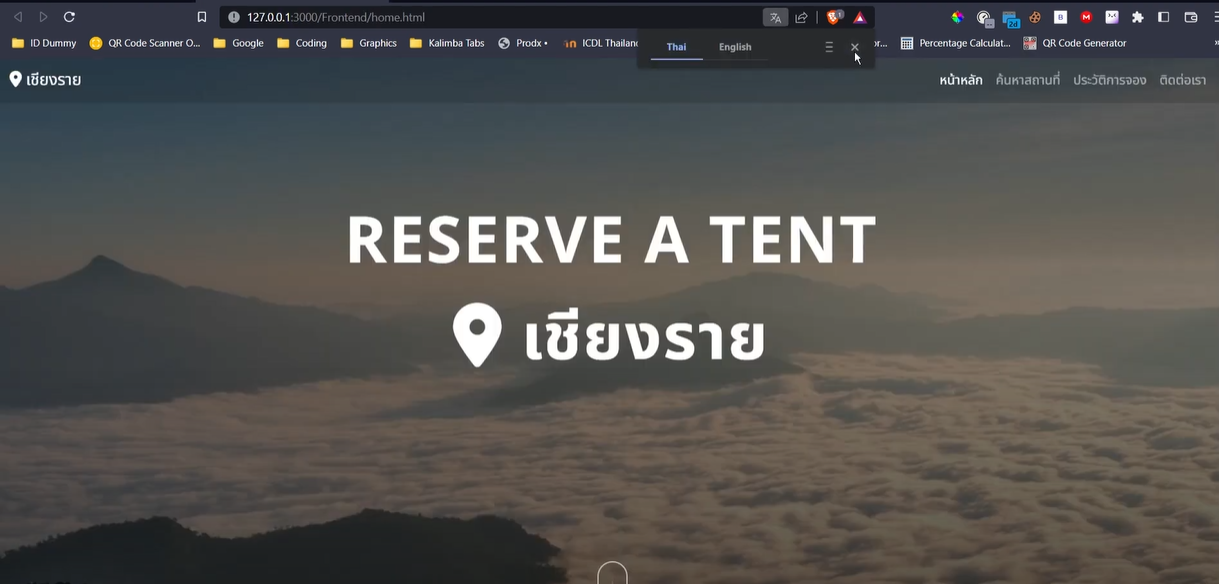 127.0.0.1:3000/Frontend/home.html
2d
B
M
ID Dummy
QR Code Scanner O...
Google
Coding
Graphics
Kalimba Tabs
Prodx •
ICDL Thailand
Percentage Calculat...
QR Code Generator
Thai
English
เชียงราย
หน้าหลัก
ค้นหาสถานที่
ประวัติการจอง
ติดต่อเรา
RESERVE A TENT
เชียงราย